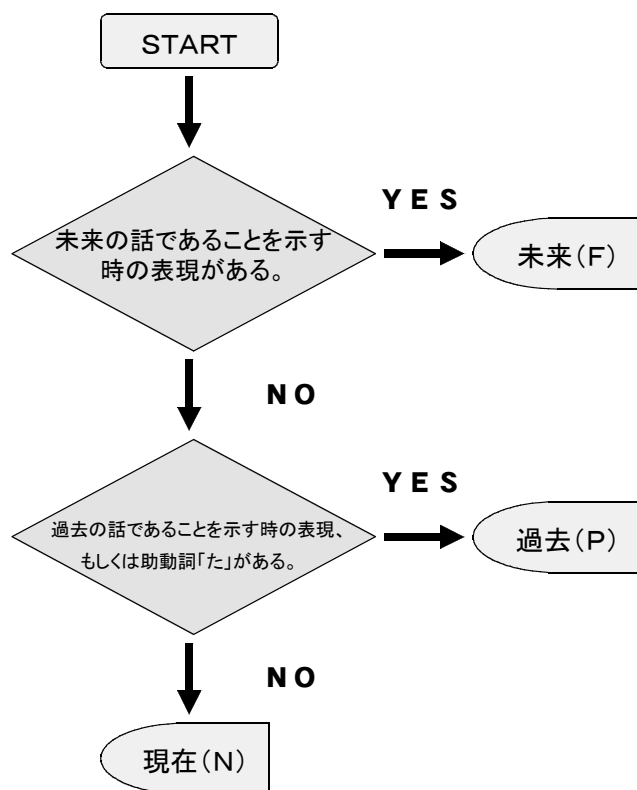 START
YES
未来の話であることを示す
時の表現がある。
未来(F)
NO
YES
過去の話であることを示す時の表現、
もしくは助動詞「た」がある。
過去(P)
NO
現在(N)